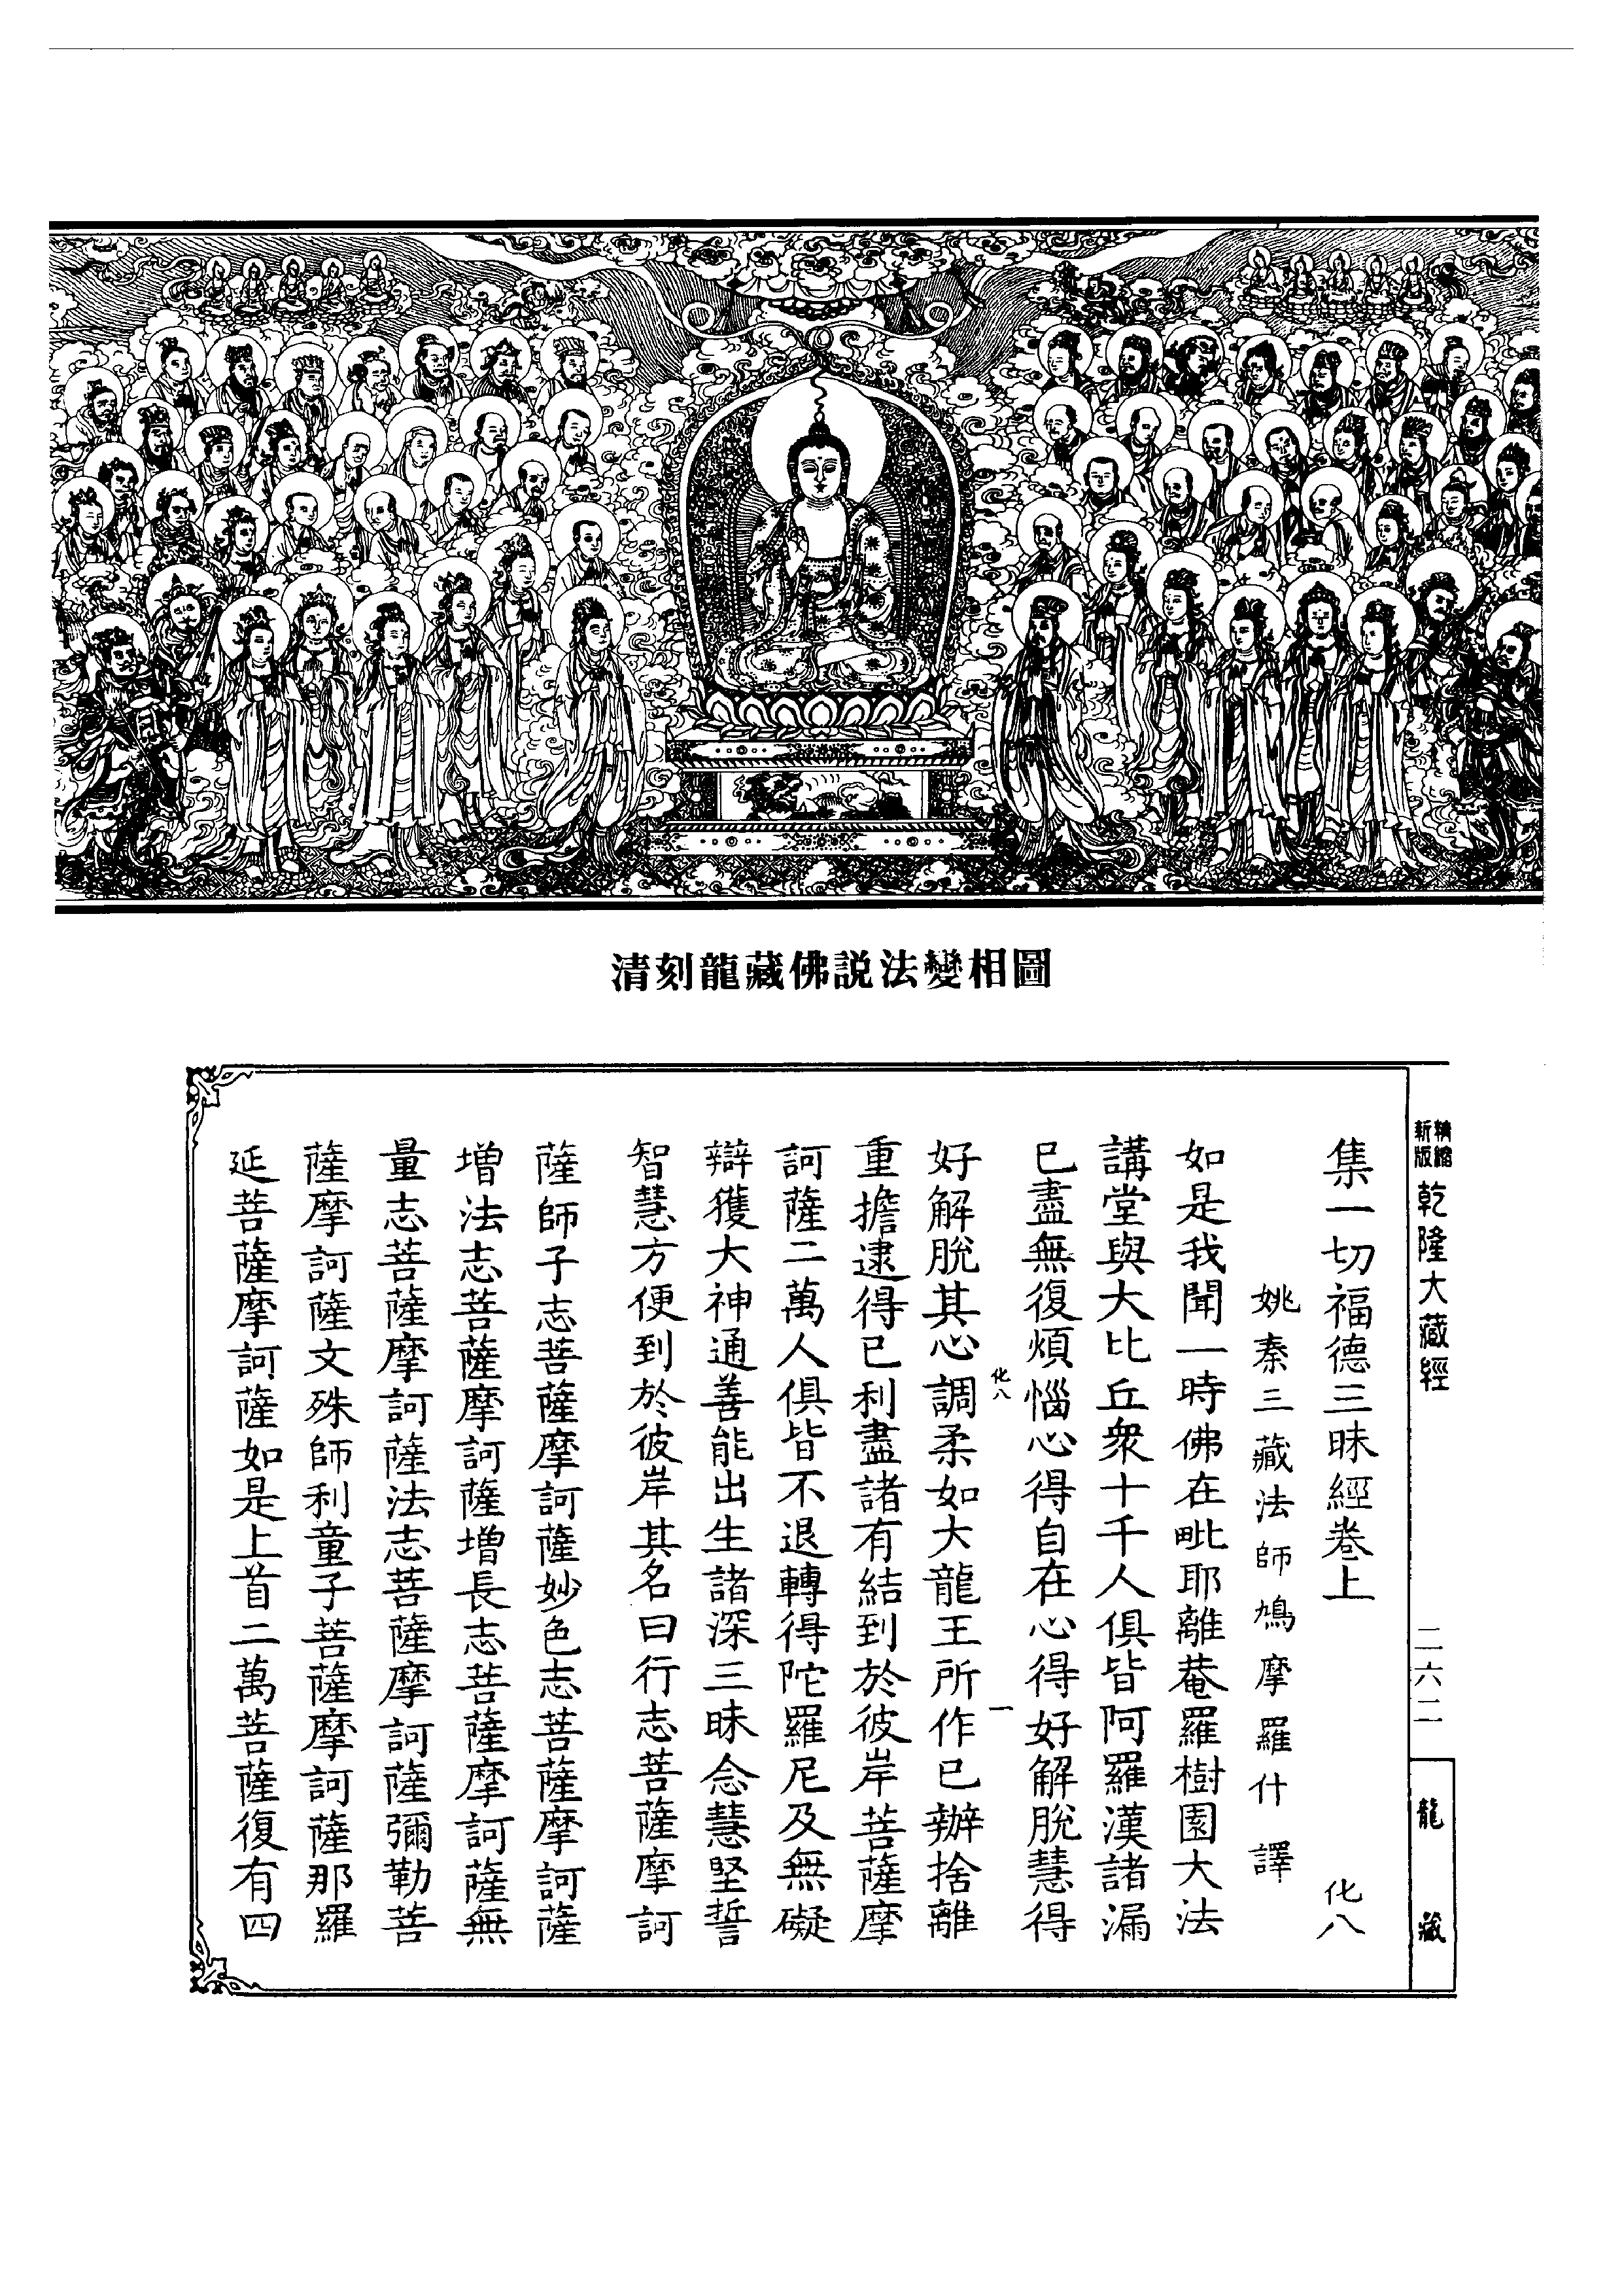 清刻龍藏佛説法變相圖
精縮新版乾隆大藏經
二六二
龍藏
集一切福德三昧經卷上 化八
姚秦三藏法師鳩摩羅什 譯
如是我聞一時佛在毗耶離菴羅樹園大法
講堂與大比丘衆十千人俱皆阿羅漢諸漏
已盡無復煩惱心得自在心得好解脫慧得
化八 一
好解脫其心調柔如大龍王所作已辦捨離
重擔逮得已利盡諸有結到於彼岸菩薩摩
訶薩二萬人俱皆不退轉得陀羅尼及無礙
辯獲大神通善能出生諸深三昧念慧堅誓
智慧方便到於彼岸其名曰行志菩薩摩訶
薩師子志菩薩摩訶薩妙色志菩薩摩訶薩
增法志菩薩摩訶薩增長志菩薩摩訶薩無
量志菩薩摩訶薩法志菩薩摩訶薩彌勒菩
薩摩訶薩文殊師利童子菩薩摩訶薩那羅
延菩薩摩訶薩如是上首二萬菩薩復有四